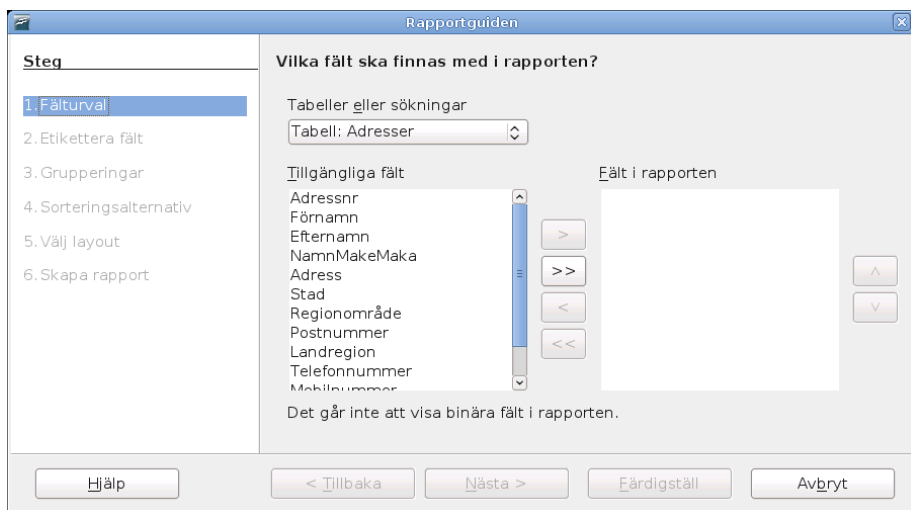 Rapportguiden
Steg
1.Fälturval
2.Etikettera fält
3.Grupperingar
4.Sorteringsalternativ
5.Välj layout
6.Skapa rapport
Vilka fält ska finnas med i rapporten?
Tabeller eller sökningar
Tabell: Adresser
Tillgängliga fält
Adressnr
Förnamn
Efternamn
NamnMakeMaka
Adress
Stad
Regionområde
Postnummer
Landregion
Telefonnummer
Mobilnummer
>
>>
<
<<
Fält i rapporten
Det går inte att visa binära fält i rapporten.
Hjälp
< Tillbaka
Nästa >
Färdigställ
Avbryt